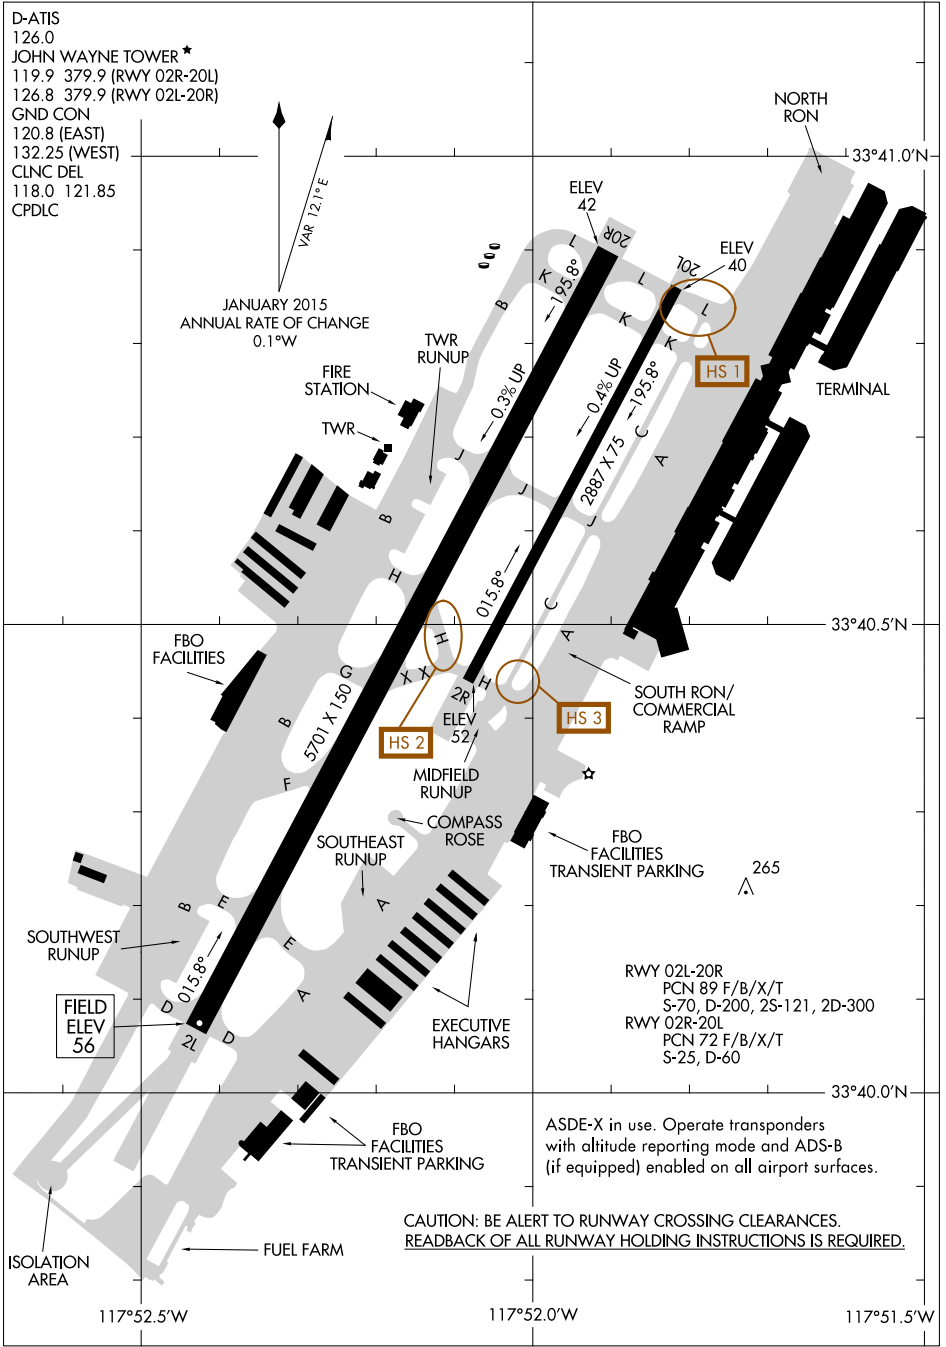 D-ATIS
126.0
JOHN WAYNE TOWER★
119.9 379.9 (RWY 02R-20L)
126.8 379.9 (RWY 02L-20R)
GND CON
120.8 (EAST)
132.25 (WEST)
CLNC DEL
118.0 121.85
CPDLC
VAR 12.1° E
JANUARY 2015
ANNUAL RATE OF CHANGE
0.1°W
NORTH
RON
33°41.0'N
ELEV
42
20R
L
ELEV
40
20L
L
L
K
195.8°
B
K
K
HS 1
TWR
RUNUP
FIRE
STATION
TWR
0.3% UP
0.4% UP
195.8°
TERMINAL
2887 X 75
C
A
J
J
J
B
H
015.8°
C
A
33°40.5'N
H
FBO
FACILITIES
G
X
X
H
2R
ELEV
52
HS 2
HS 3
SOUTH RON/
COMMERCIAL
RAMP
B
5701 X 150
F
MIDFIELD
RUNUP
COMPASS
ROSE
SOUTHEAST
RUNUP
FBO
FACILITIES
TRANSIENT PARKING
265
B
E
A
E
A
SOUTHWEST
RUNUP
015.8°
D
D
2L
FIELD
ELEV
56
EXECUTIVE
HANGARS
RWY 02L-20R
PCN 89 F/B/X/T
S-70, D-200, 2S-121, 2D-300
RWY 02R-20L
PCN 72 F/B/X/T
S-25, D-60
33°40.0'N
FBO
FACILITIES
TRANSIENT PARKING
ASDE-X in use. Operate transponders
with altitude reporting mode and ADS-B
(if equipped) enabled on all airport surfaces.
CAUTION: BE ALERT TO RUNWAY CROSSING CLEARANCES.
READBACK OF ALL RUNWAY HOLDING INSTRUCTIONS IS REQUIRED.
ISOLATION
AREA
FUEL FARM
117°52.5'W
117°52.0'W
117°51.5'W